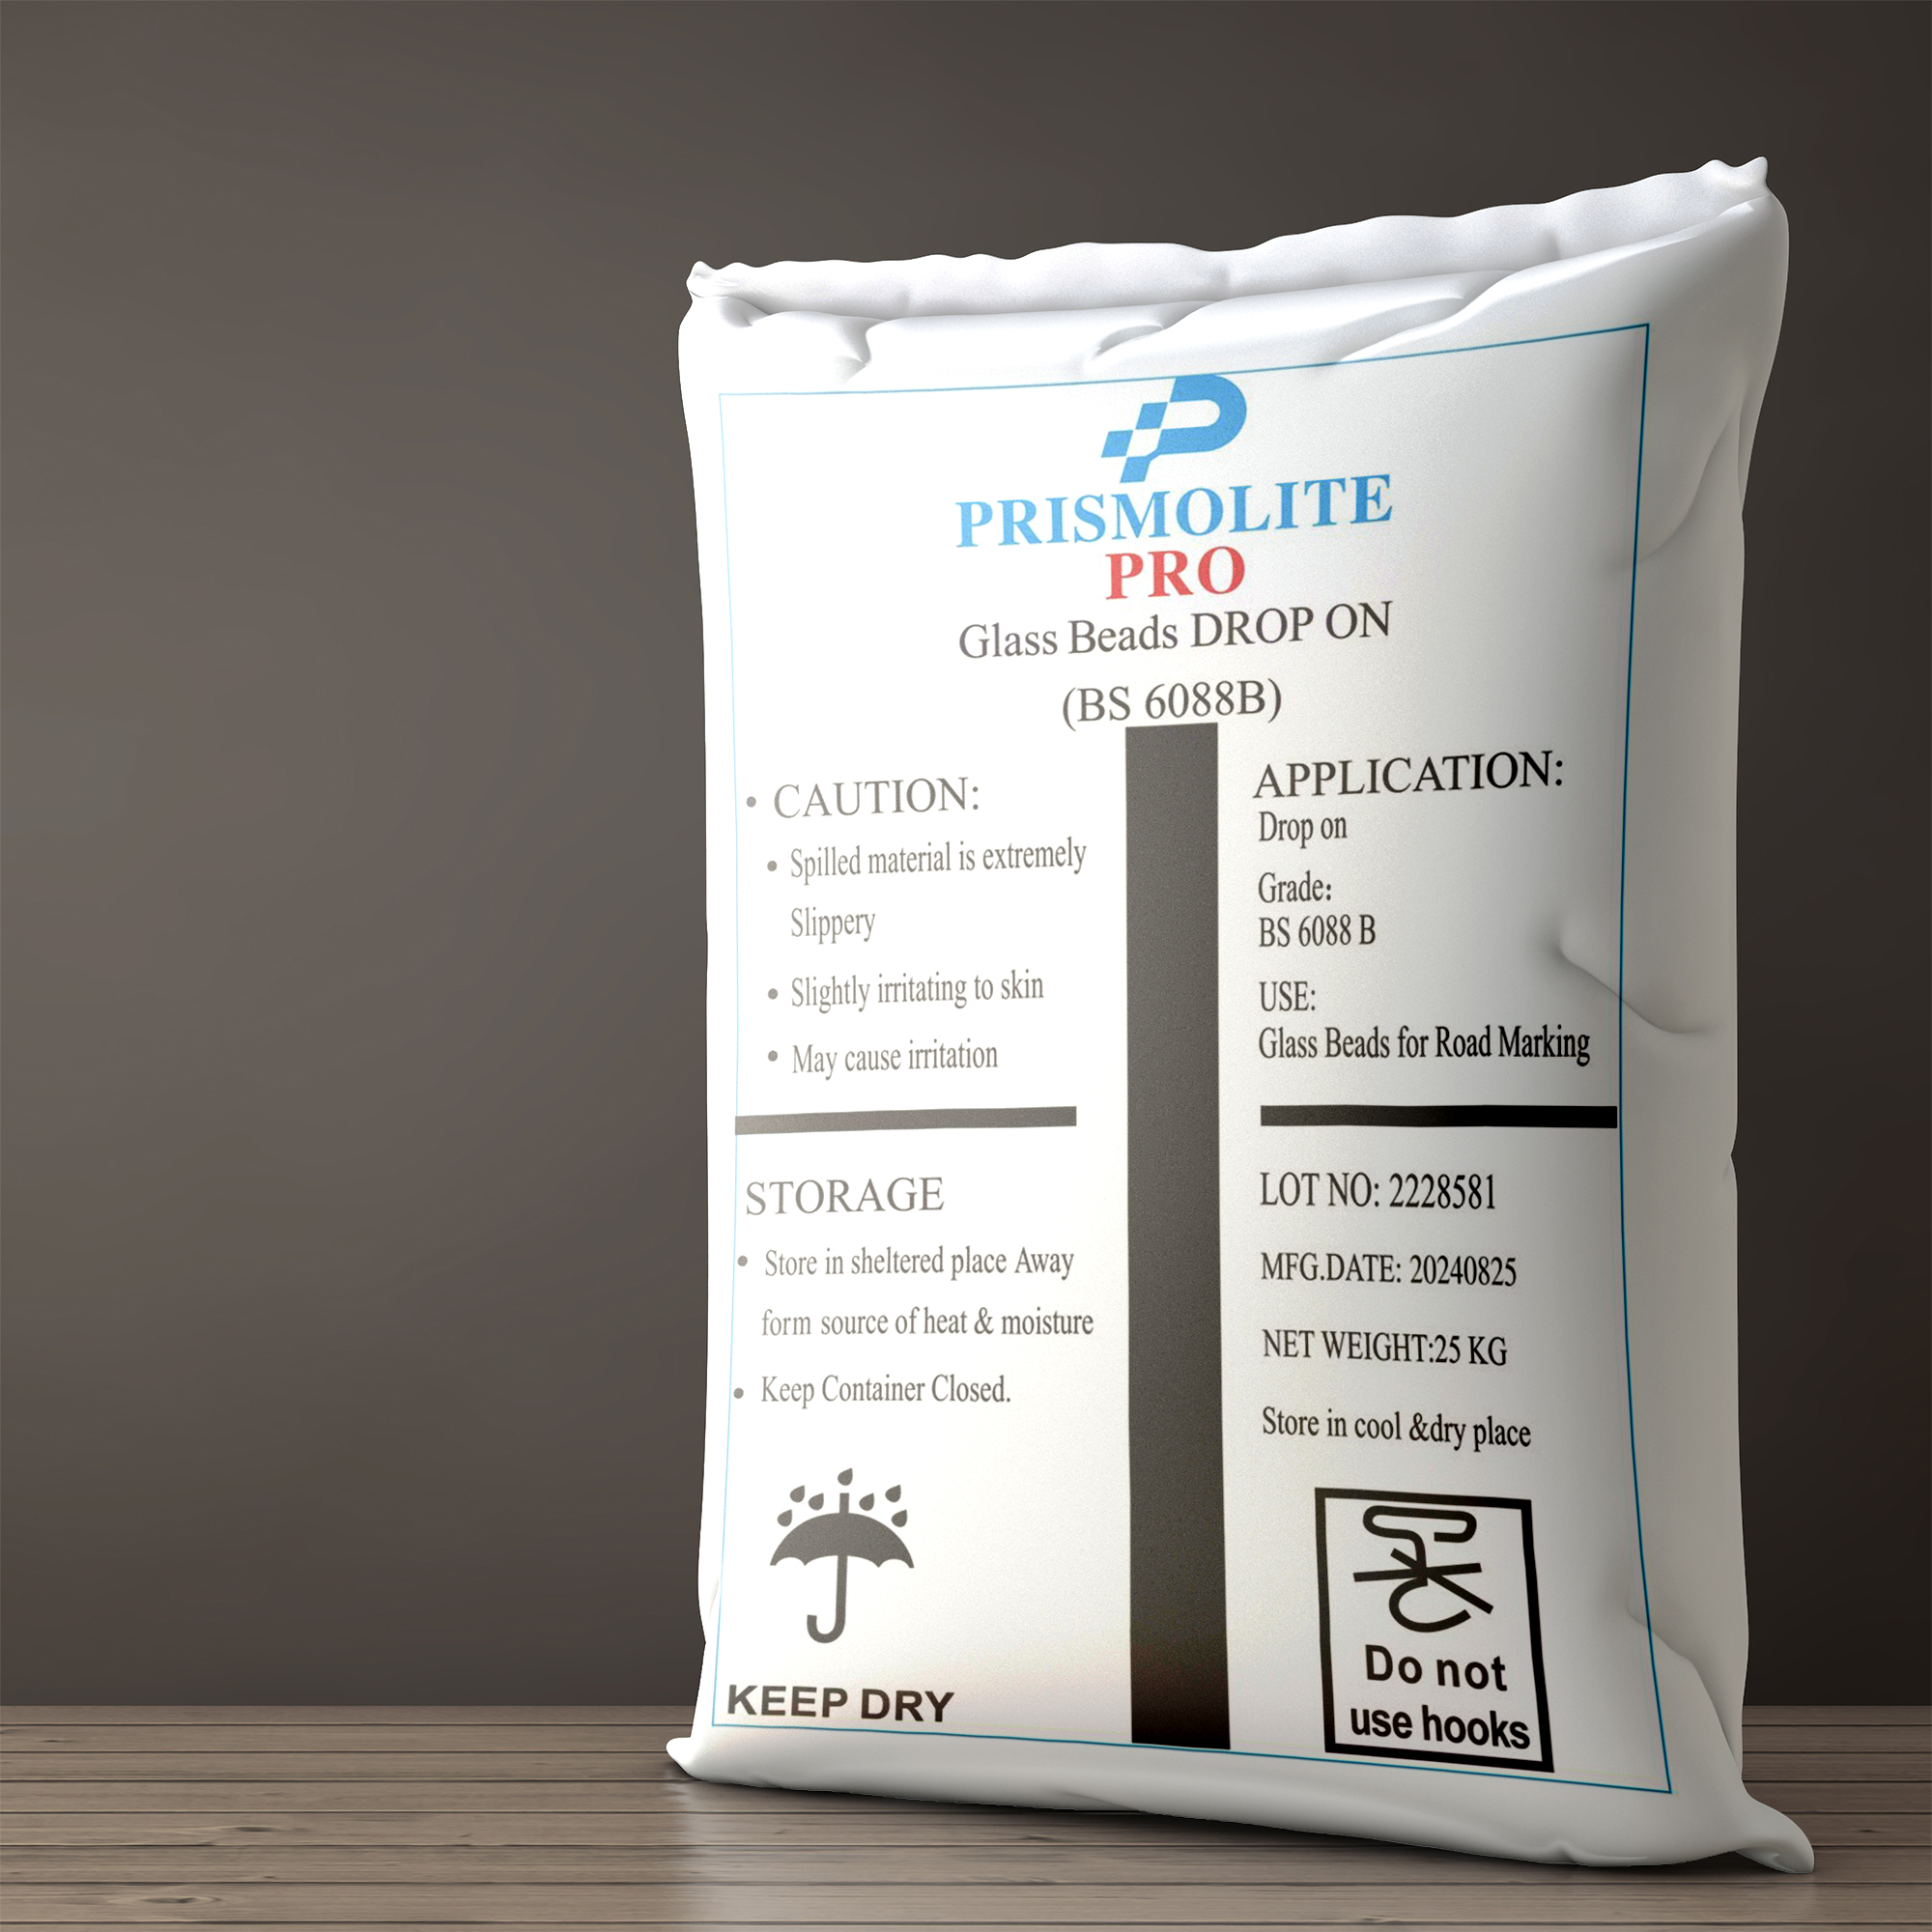 PRISMOLITE
PRO
Glass Beads DROP ON
(BS 6088B)
• CAUTION:
• Spilled material is extremely
Slippery
• Slightly irritating to skin
• May cause irritation
STORAGE
• Store in sheltered place Away
form source of heat & moisture
• Keep Container Closed.
KEEP DRY
APPLICATION:
Drop on
Grade:
BS 6088 B
USE:
Glass Beads for Road Marking
LOT NO: 2228581
MFG.DATE: 20240825
NET WEIGHT:25 KG
Store in cool &dry place
Do not
use hooks